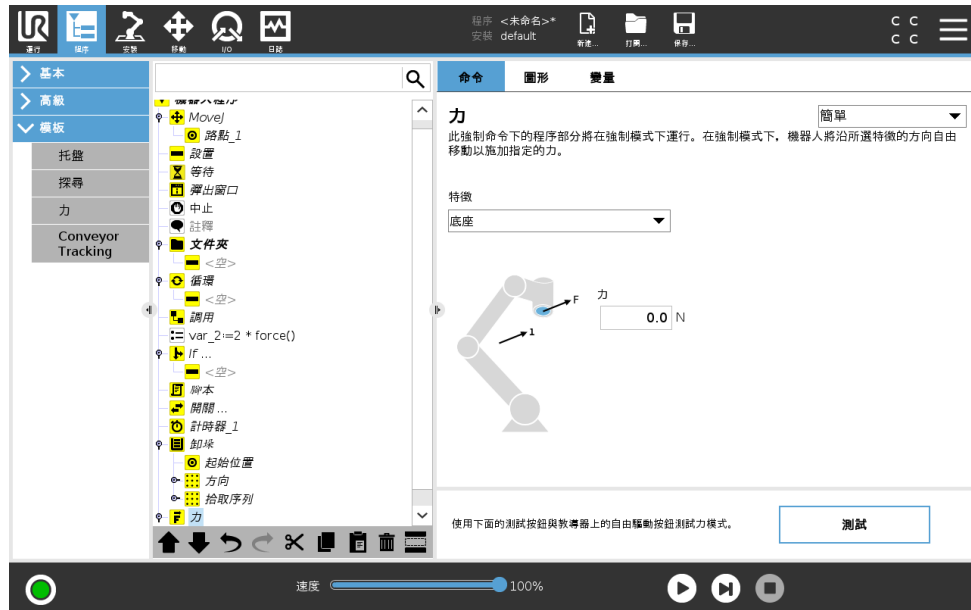 UR
運行
程序
安裝
移動
I/O
日誌
程序 <未命名>*
安裝 default
新建...
打開...
保存...
C C
C C
基本
高級
模板
托盤
探尋
力
Conveyor
Tracking
機器人程序
MoveJ
路點_1
設置
等待
彈出窗口
中止
註釋
文件夾
<空>
循環
<空>
調用
var_2:=2 * force()
If ...
<空>
腳本
開關 ...
計時器_1
卸垛
起始位置
方向
拾取序列
力
命令 圖形 變量
力
簡單
此強制命令下的程序部分將在強制模式下運行。在強制模式下，機器人將沿所選特徵的方向自由
移動以施加指定的力。
特徵
底座
F
1
力
0.0 N
使用下面的測試按鈕與教導器上的自由驅動按鈕測試力模式。
測試
速度 100%